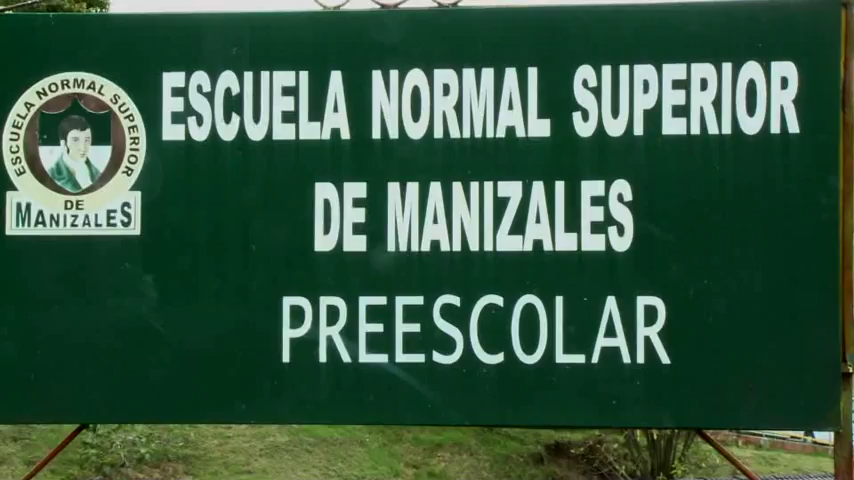 ESCUELA NORMAL SUPERIOR
DE
MANIZALES
ESCUELA NORMAL SUPERIOR
DE MANIZALES
PREESCOLAR